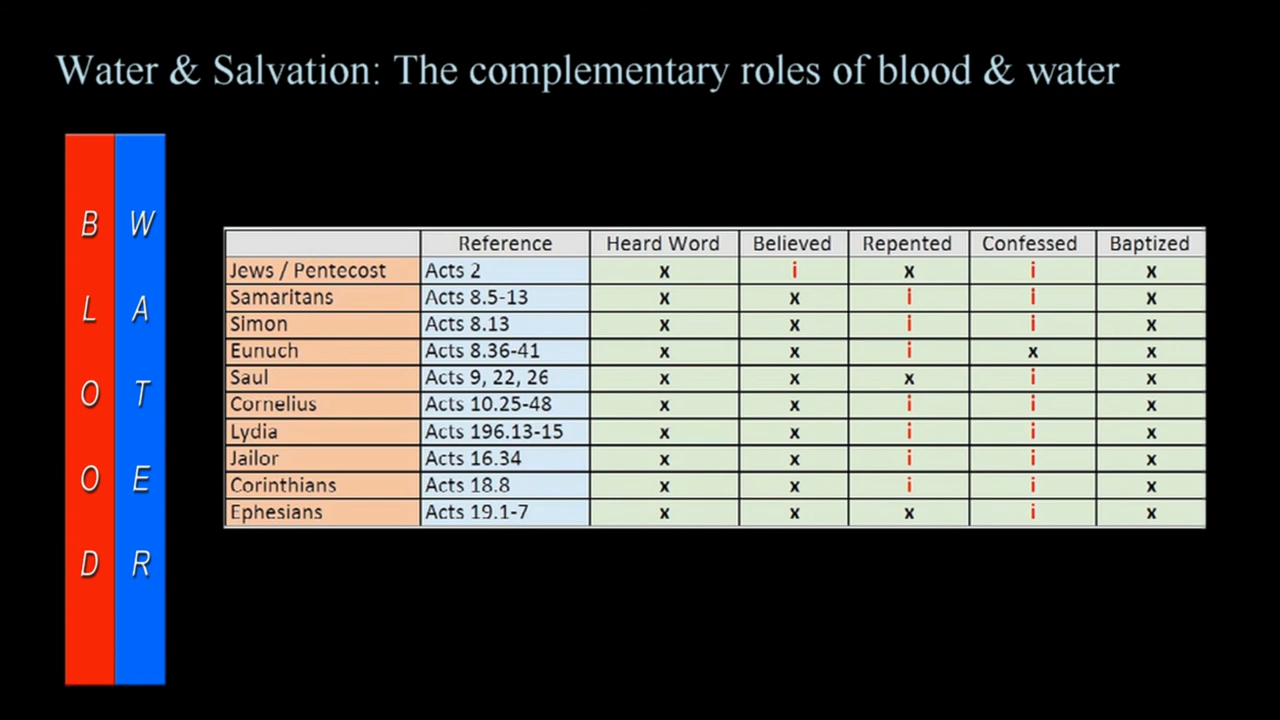 Water & Salvation: The complementary roles of blood & water
B L O O D
W A T E R
Reference Heard Word Believed Repented Confessed Baptized
Jews / Pentecost Acts 2 x i x i x
Samaritans Acts 8.5-13 x x i i x
Simon Acts 8.13 x x i i x
Eunuch Acts 8.36-41 x x i x x
Saul Acts 9, 22, 26 x x x i x
Cornelius Acts 10.25-48 x x i i x
Lydia Acts 196.13-15 x x i i x
Jailor Acts 16.34 x x i i x
Corinthians Acts 18.8 x x i i x
Ephesians Acts 19.1-7 x x x i x